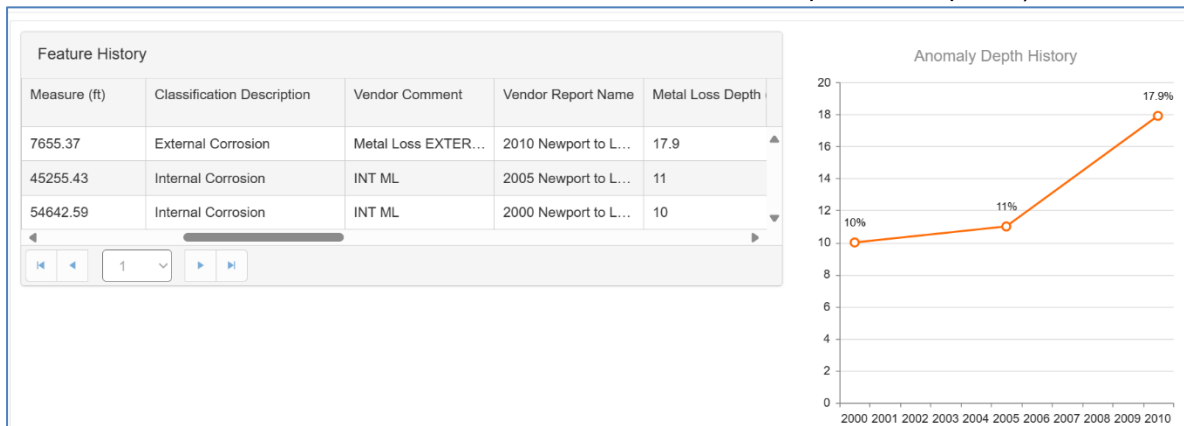 Feature History
Measure (ft) Classification Description Vendor Comment Vendor Report Name Metal Loss Depth
7655.37 External Corrosion Metal Loss EXTER... 2010 Newport to L... 17.9
45255.43 Internal Corrosion INT ML 2005 Newport to L... 11
54642.59 Internal Corrosion INT ML 2000 Newport to L... 10
1
Anomaly Depth History
20
17.9%
18
16
14
12
11%
10%
10
8
6
4
2
0
2000 2001 2002 2003 2004 2005 2006 2007 2008 2009 2010